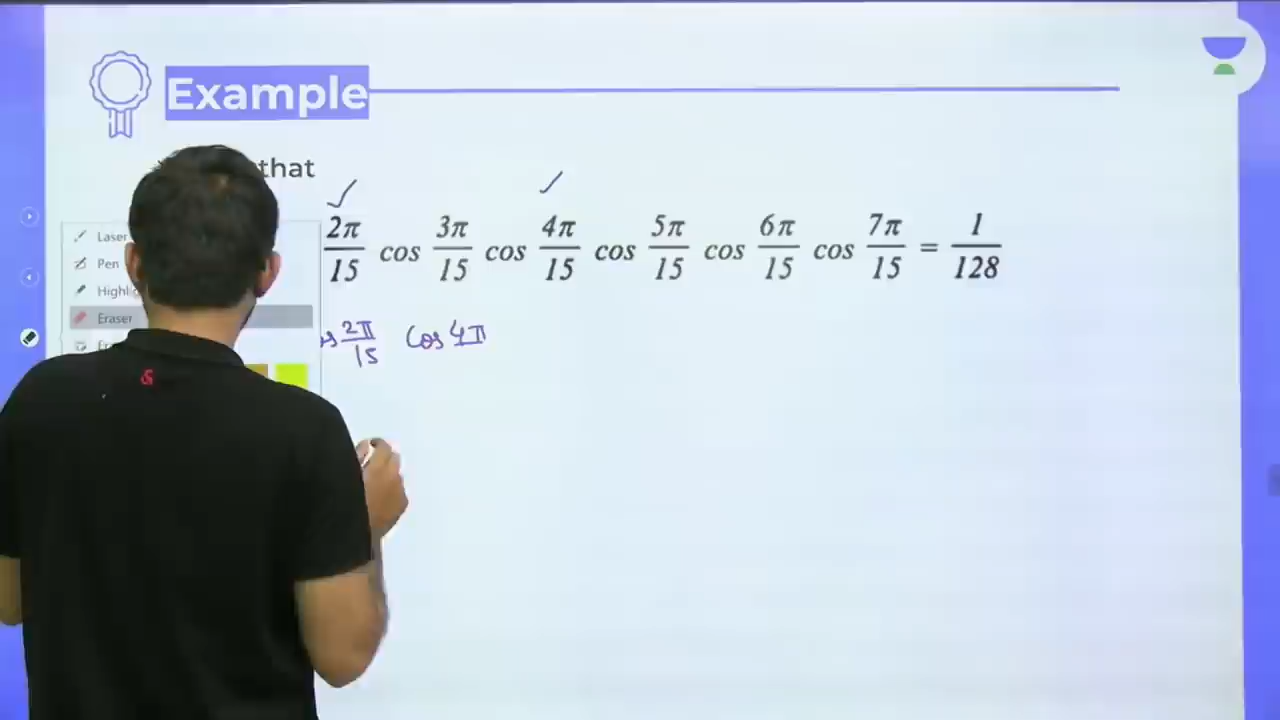 Example
that
2π/15 cos 3π/15 cos 4π/15 cos 5π/15 cos 6π/15 cos 7π/15 = 1/128
2π/15 cos 4π
Laser
Pen
Eraser